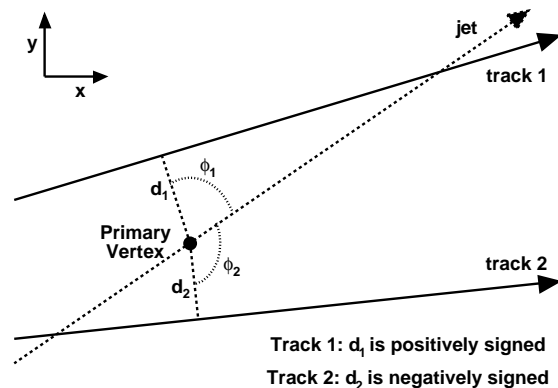 y
x
jet
track 1
ϕ1
d1
Primary
Vertex
ϕ2
d2
track 2
Track 1: d1 is positively signed
Track 2: d2 is negatively signed